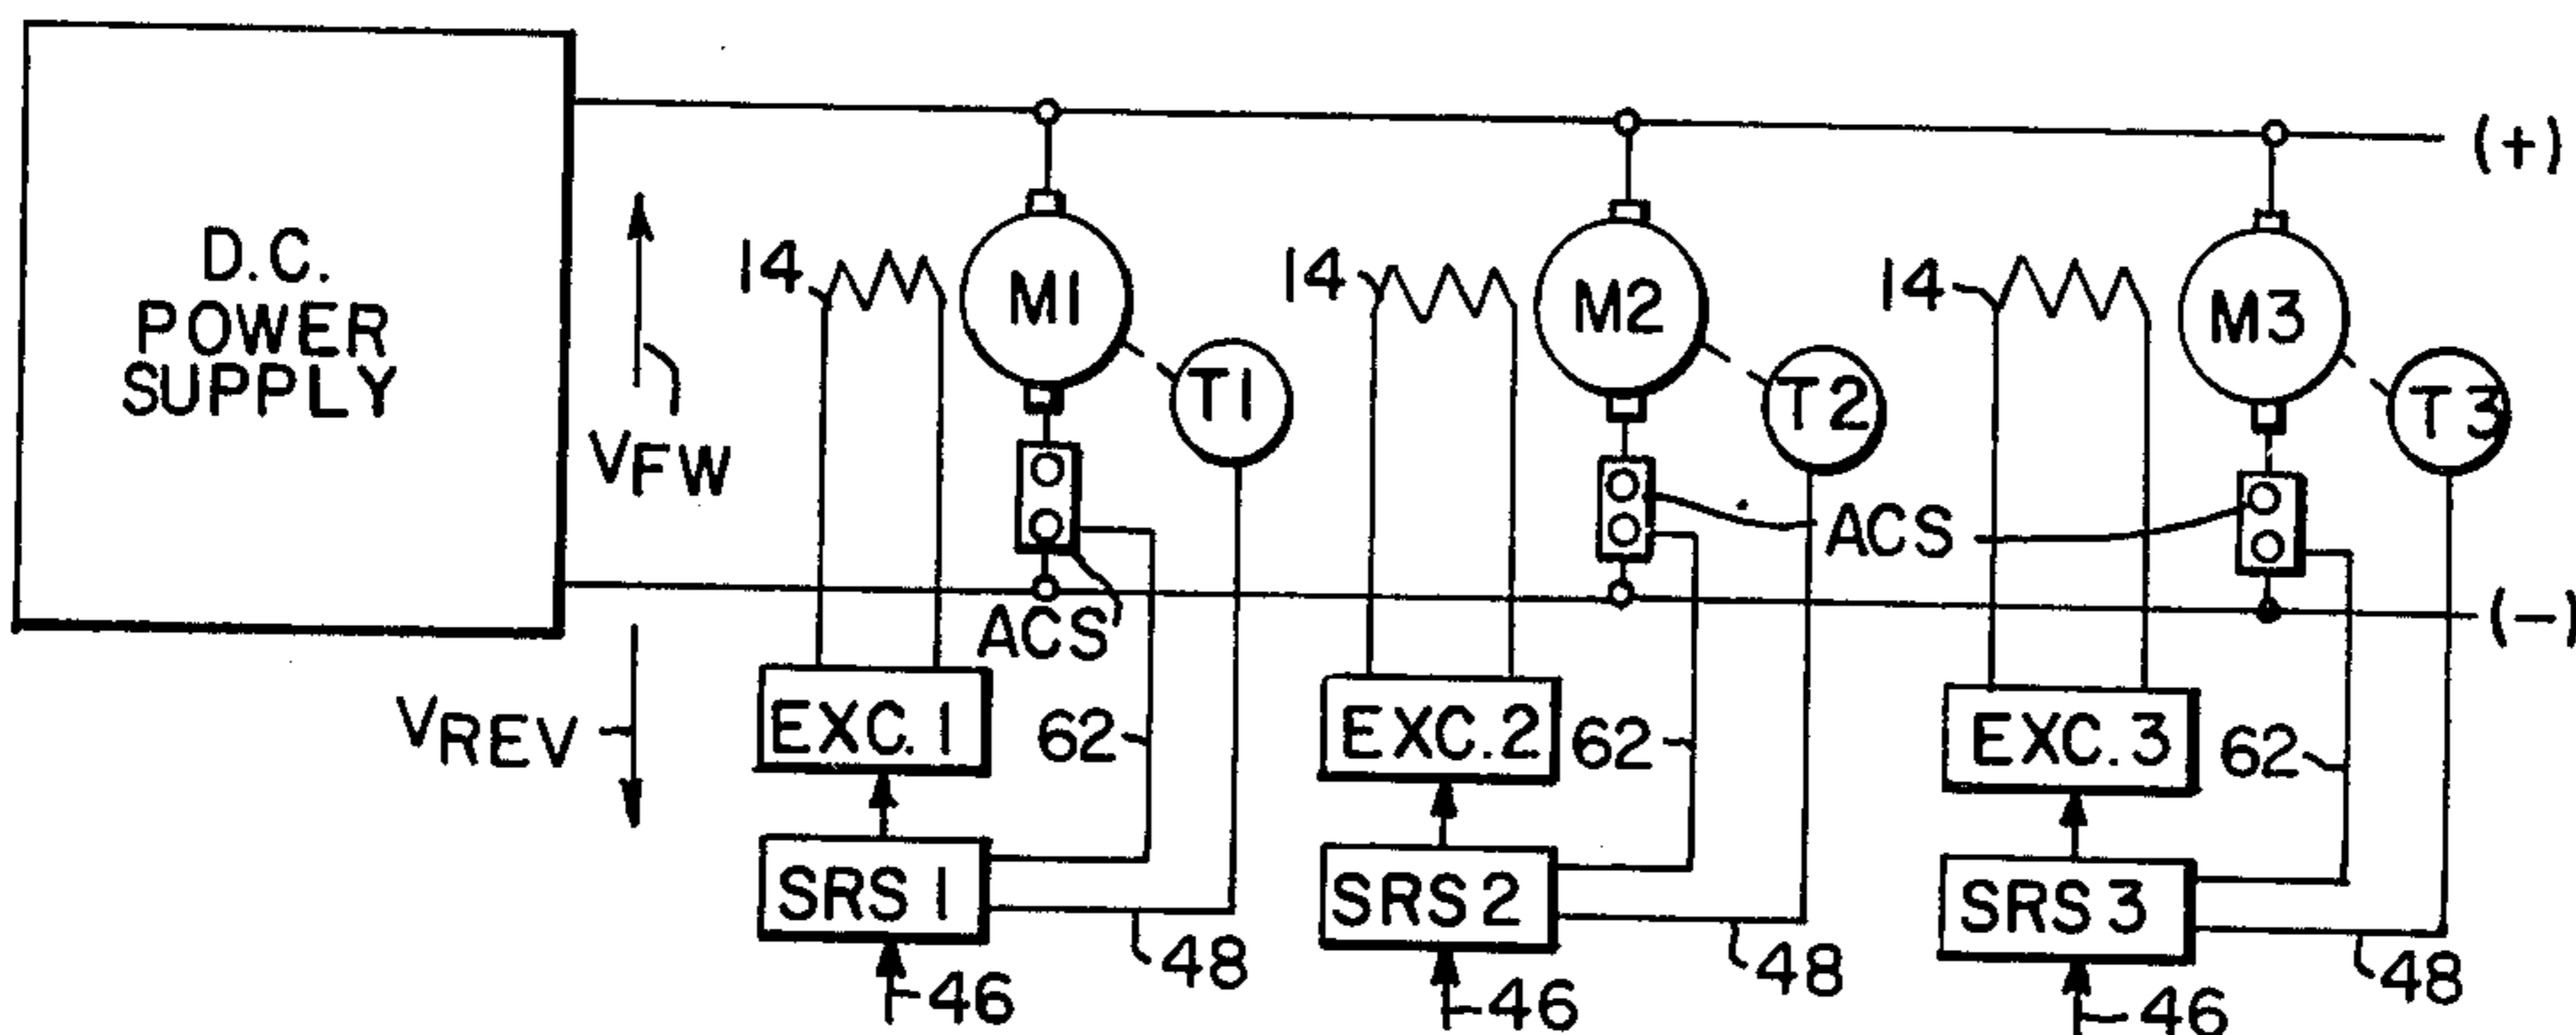 (+)
D.C.
POWER
SUPPLY
VFW
14
M1
T1
14
M2
T2
14
M3
T3
ACS
ACS
(-)
VREV
EXC. 1
62
EXC. 2
62
EXC. 3
62
SRS 1
48
46
SRS 2
48
46
SRS 3
48
46